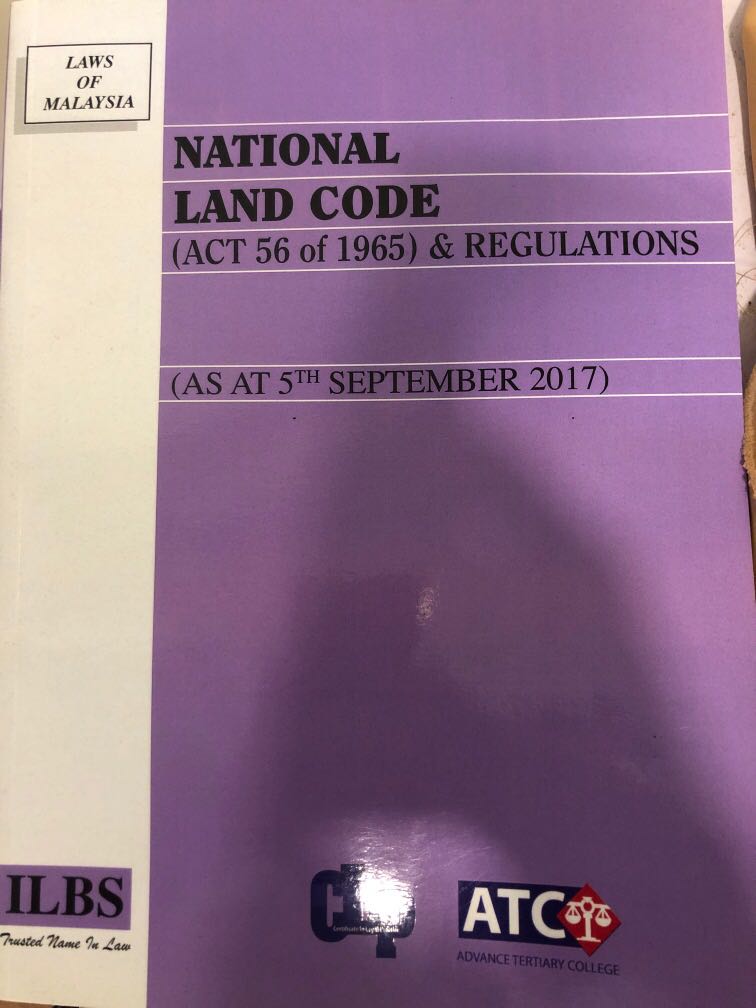 LAWS
OF
MALAYSIA
NATIONAL
LAND CODE
(ACT 56 of 1965) & REGULATIONS
(AS AT 5TH SEPTEMBER 2017)
ILBS
Trusted Name In Law
ATC
ADVANCE TERTIARY COLLEGE